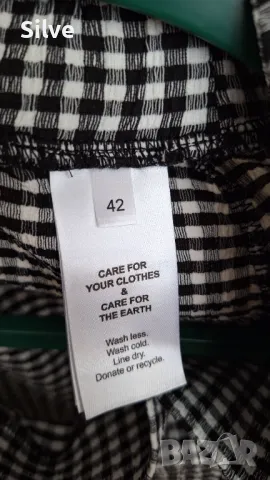 Silve
42
CARE FOR
YOUR CLOTHES
&
CARE FOR
THE EARTH
Wash less.
Wash cold.
Line dry.
Donate or recycle.
BAZAR